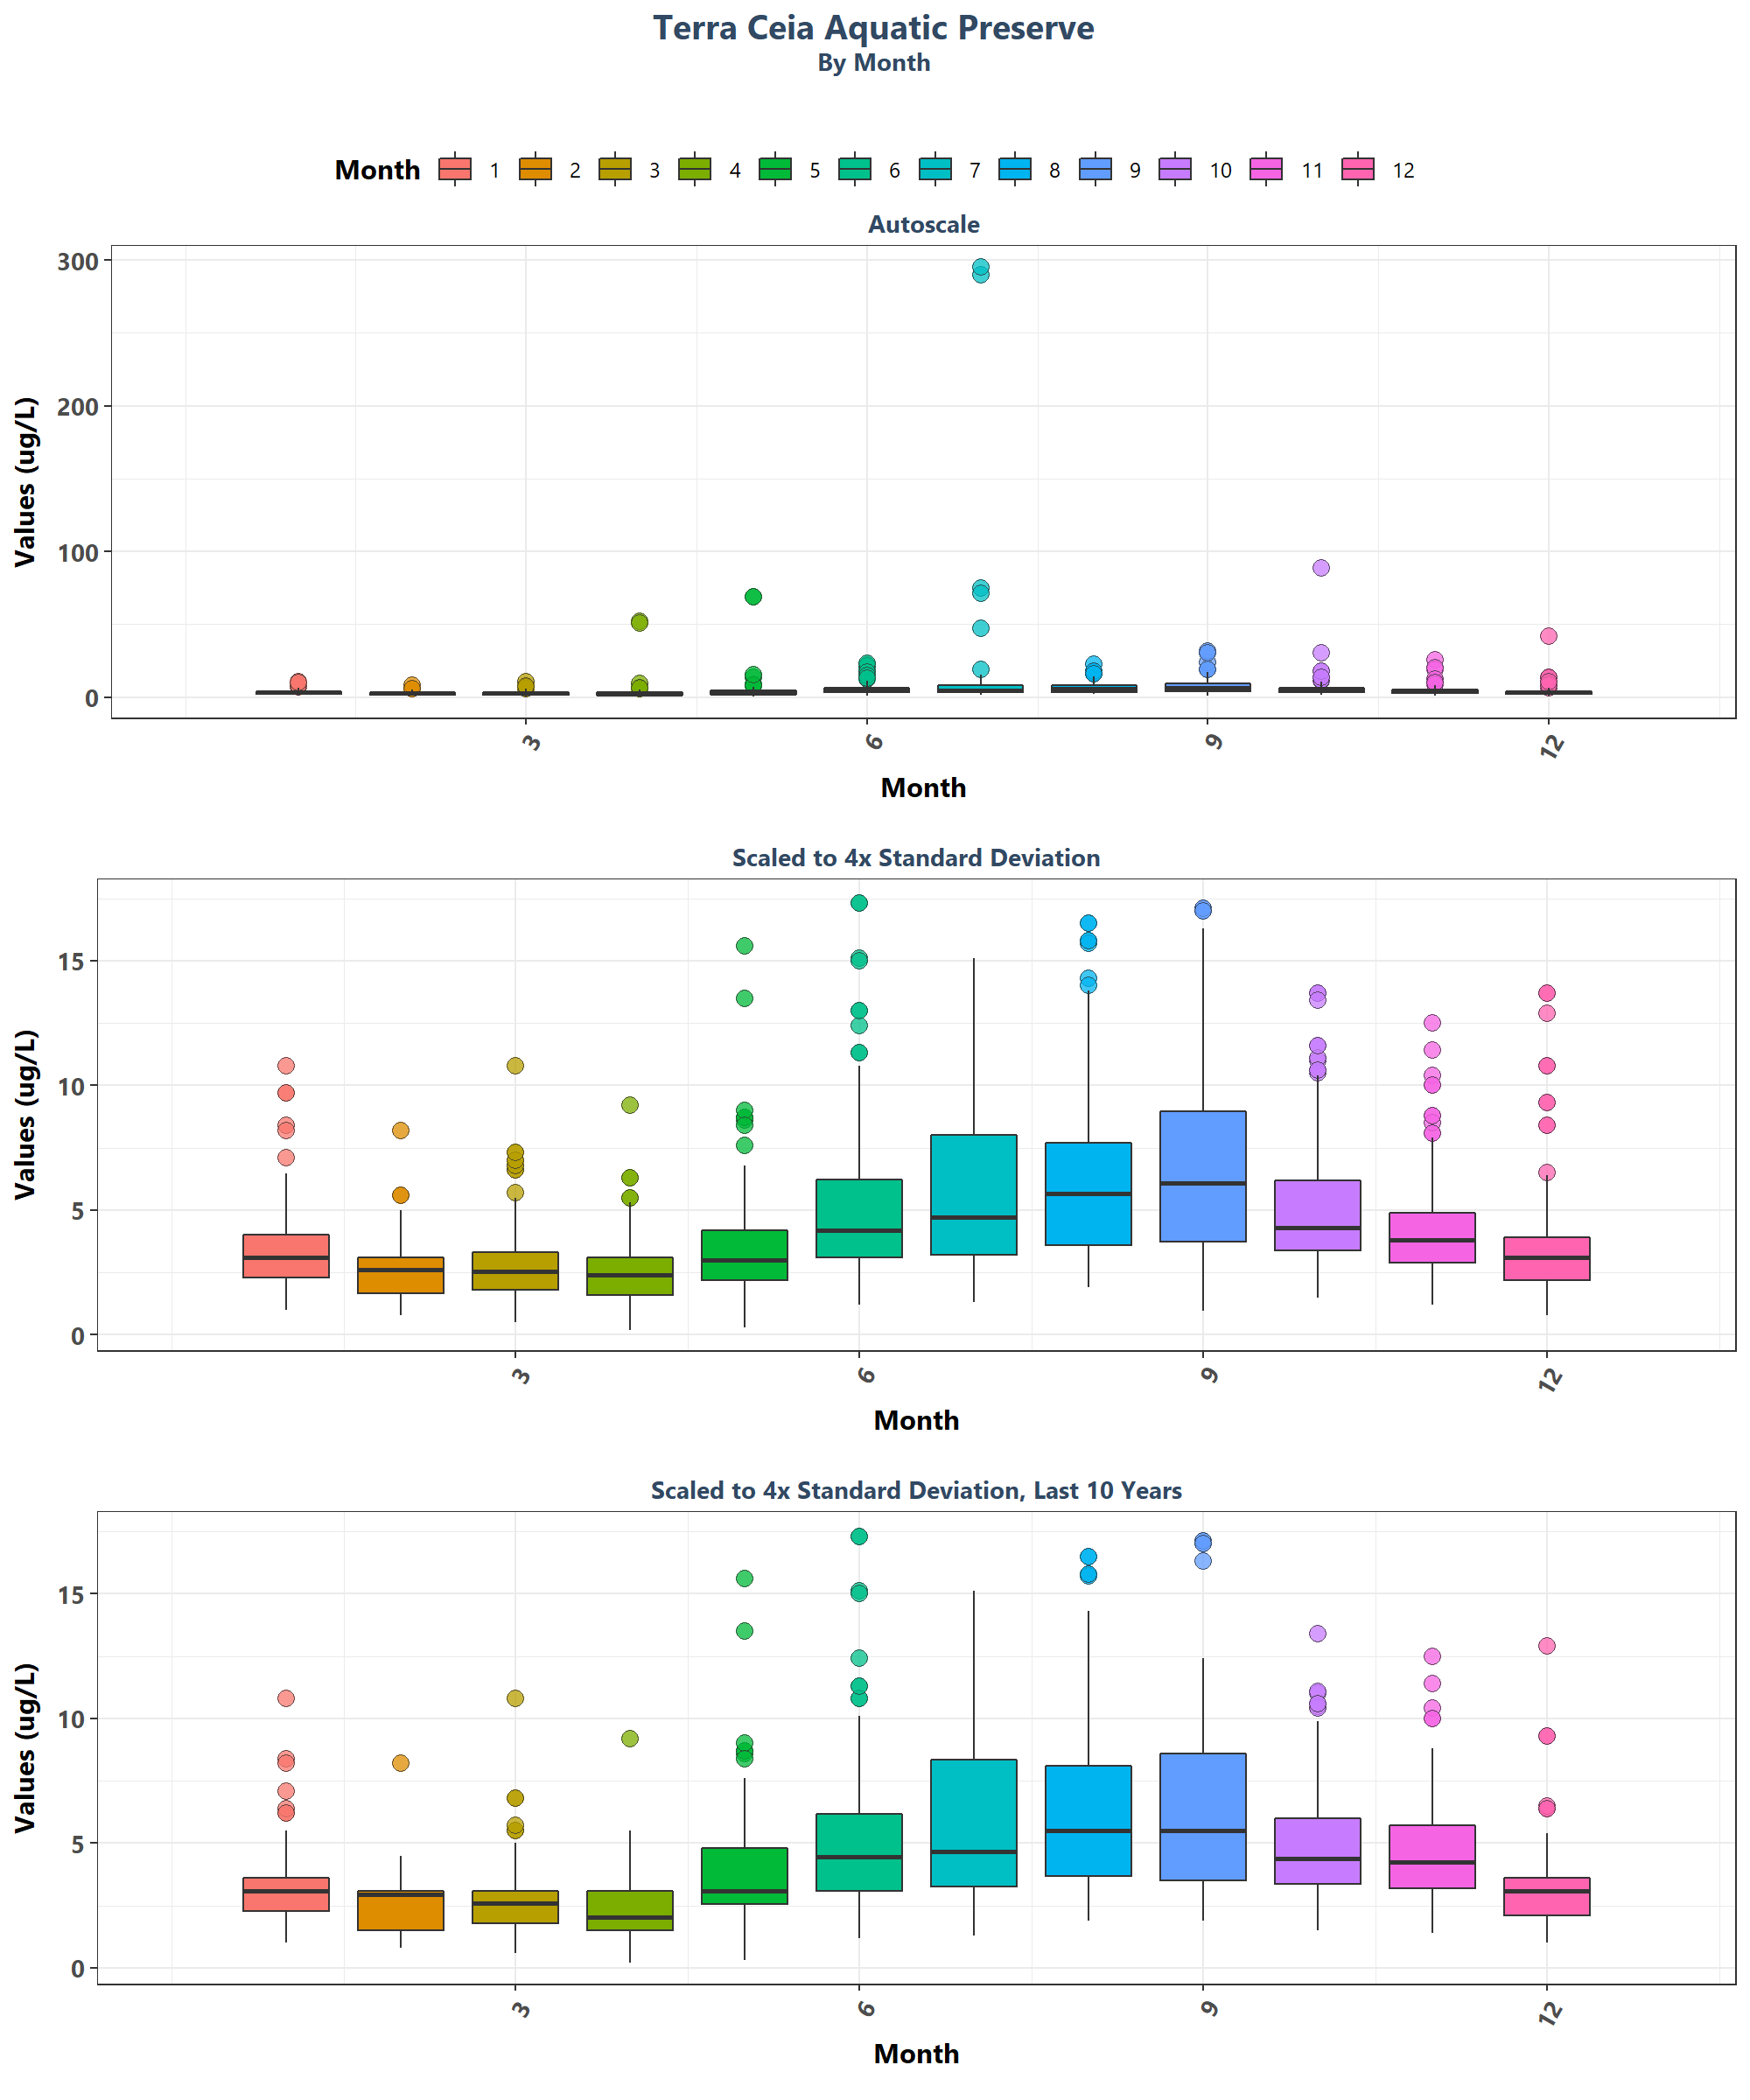 Terra Ceia Aquatic Preserve
By Month
Month 1 2 3 4 5 6 7 8 9 10 11 12
Autoscale
Values (ug/L)
300
200
100
0
3 6 9 12
Month
Scaled to 4x Standard Deviation
Values (ug/L)
15
10
5
0
3 6 9 12
Month
Scaled to 4x Standard Deviation, Last 10 Years
Values (ug/L)
15
10
5
0
3 6 9 12
Month